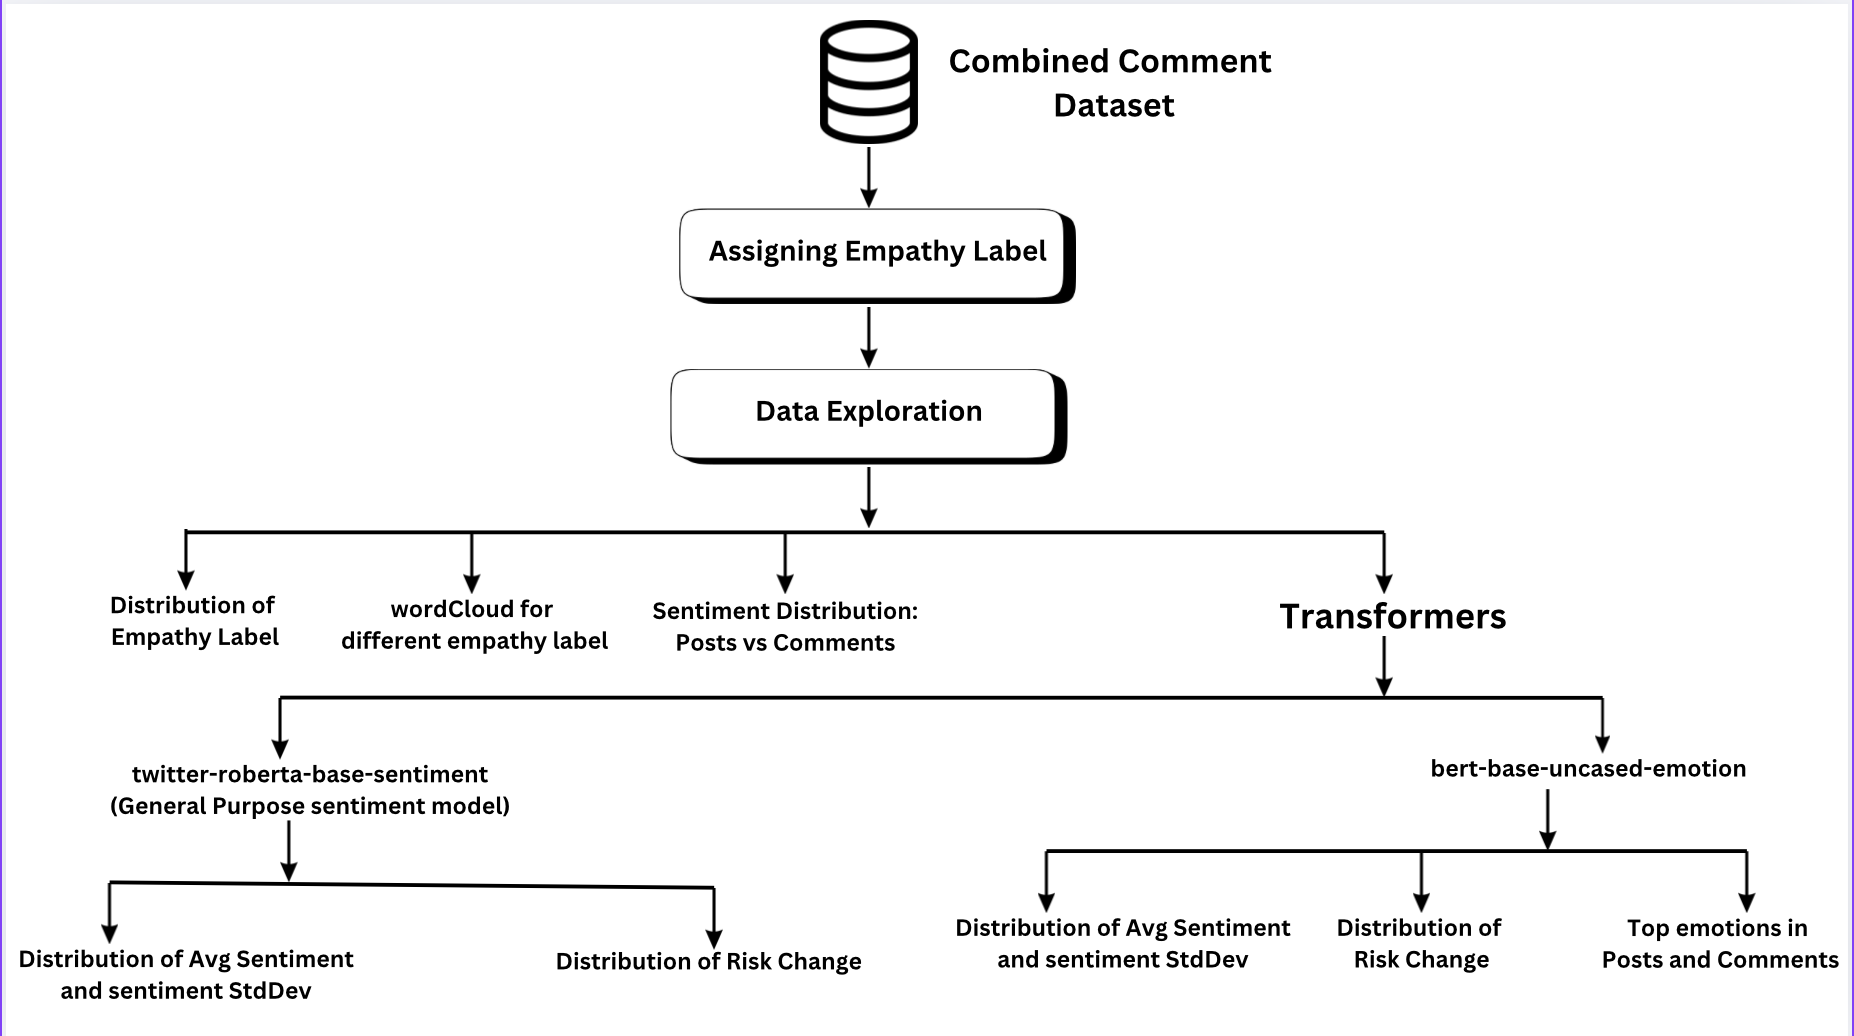 Combined Comment
Dataset
Assigning Empathy Label
Data Exploration
Distribution of
Empathy Label
wordCloud for
different empathy label
Sentiment Distribution:
Posts vs Comments
Transformers
twitter-roberta-base-sentiment
(General Purpose sentiment model)
bert-base-uncased-emotion
Distribution of Avg Sentiment
and sentiment StdDev
Distribution of Risk Change
Distribution of Avg Sentiment
and sentiment StdDev
Distribution of
Risk Change
Top emotions in
Posts and Comments